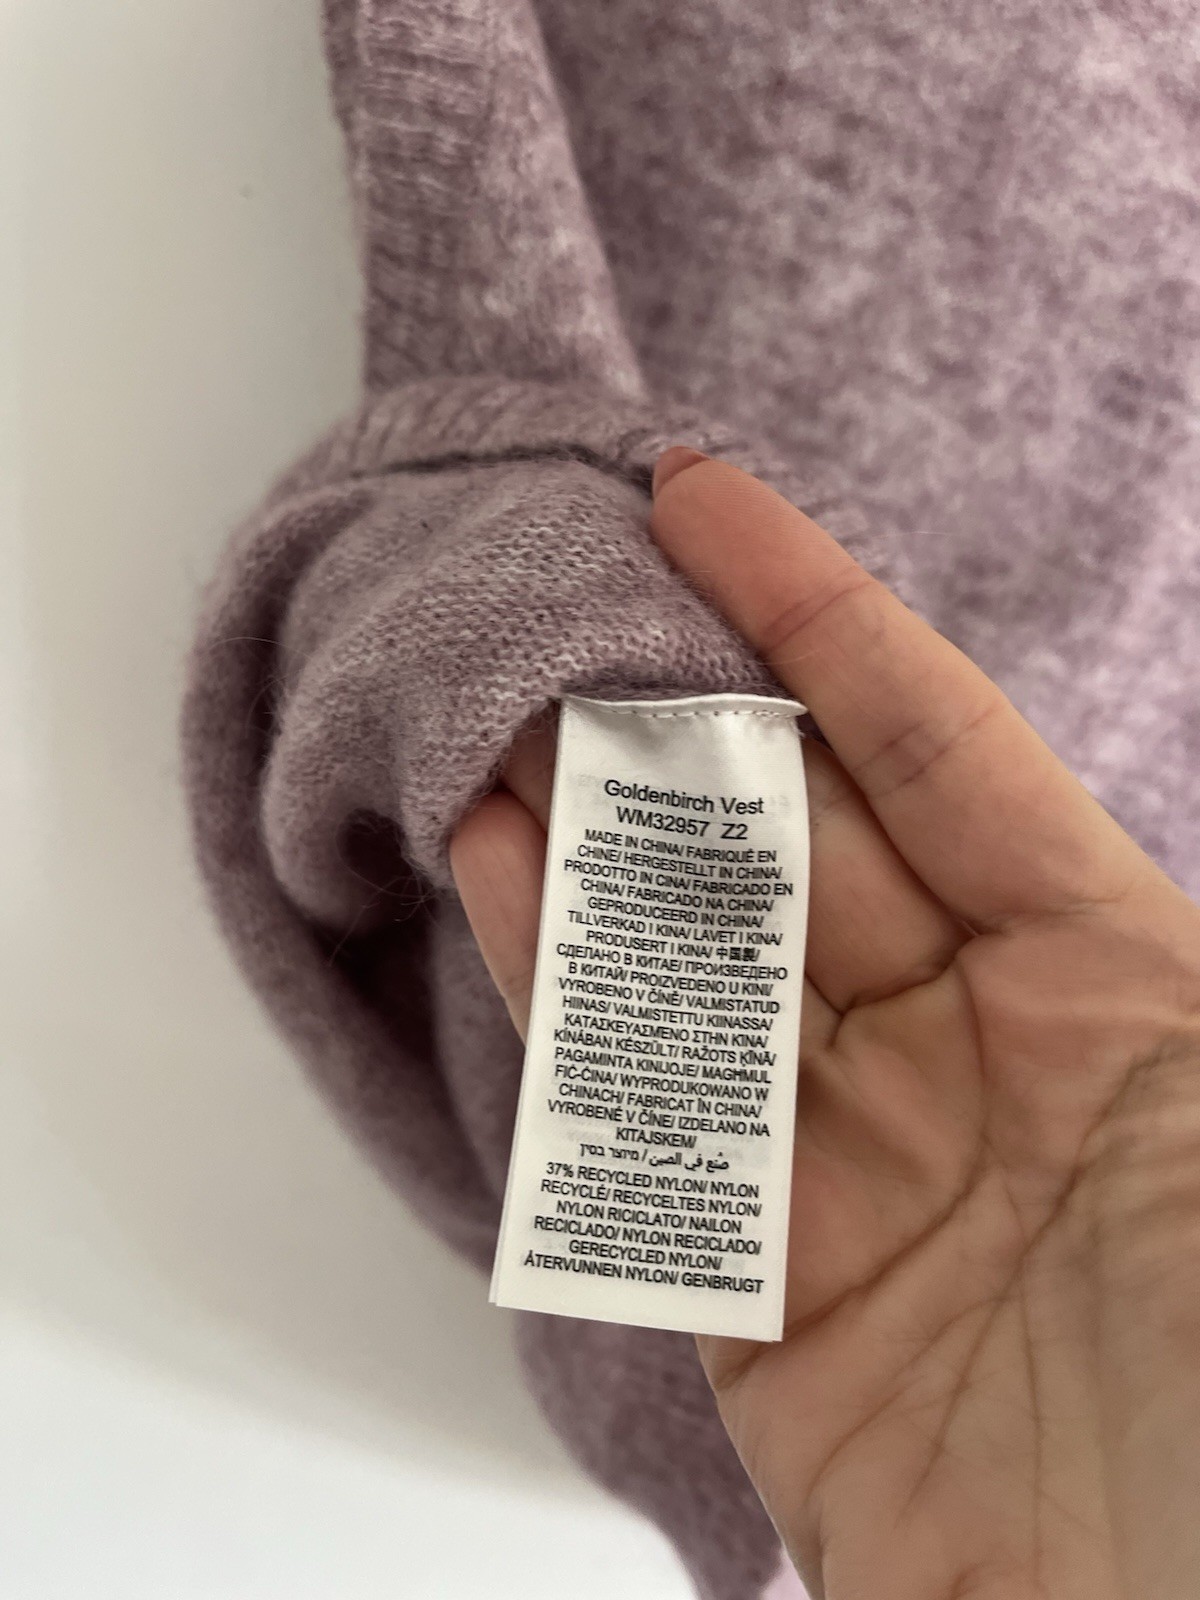 Goldenbirch Vest
WM32957 Z2
MADE IN CHINA/ FABRIQUÉ EN
CHINE/ HERGESTELLT IN CHINA/
PRODOTTO IN CINA/ FABRICADO EN
CHINA/ FABRICADO NA CHINA/
GEPRODUCEERD IN CHINA/
TILLVERKAD I KINA/ LAVET I KINA/
PRODUSERT I KINA/ 中国製/
СДЕЛАНО В КИТАЕ/ ПРОИЗВЕДЕНО
В КИТАЙ/ PROIZVEDENO U KINI/
VYROBENO V ČÍNĚ/ VALMISTATUD
HIINAS/ VALMISTETTU KIINASSA/
ΚΑΤΑΣΚΕΥΑΣΜΕΝΟ ΣΤΗΝ ΚΙΝΑ/
KÍNÁBAN KÉSZÜLT/ RAŽOTS ĶĪNĀ/
PAGAMINTA KINIJOJE/ MAGĦMUL
FIĊ-ĊINA/ WYPRODUKOWANO W
CHINACH/ FABRICAT ÎN CHINA/
VYROBENÉ V ČÍNE/ IZDELANO NA
KITAJSKEM/
صُنع في الصين / מיוצר בסין
37% RECYCLED NYLON/ NYLON
RECYCLÉ/ RECYCELTES NYLON/
NYLON RICICLATO/ NAILON
RECICLADO/ NYLON RECICLADO/
GERECYCLED NYLON/
ÅTERVUNNEN NYLON/ GENBRUGT